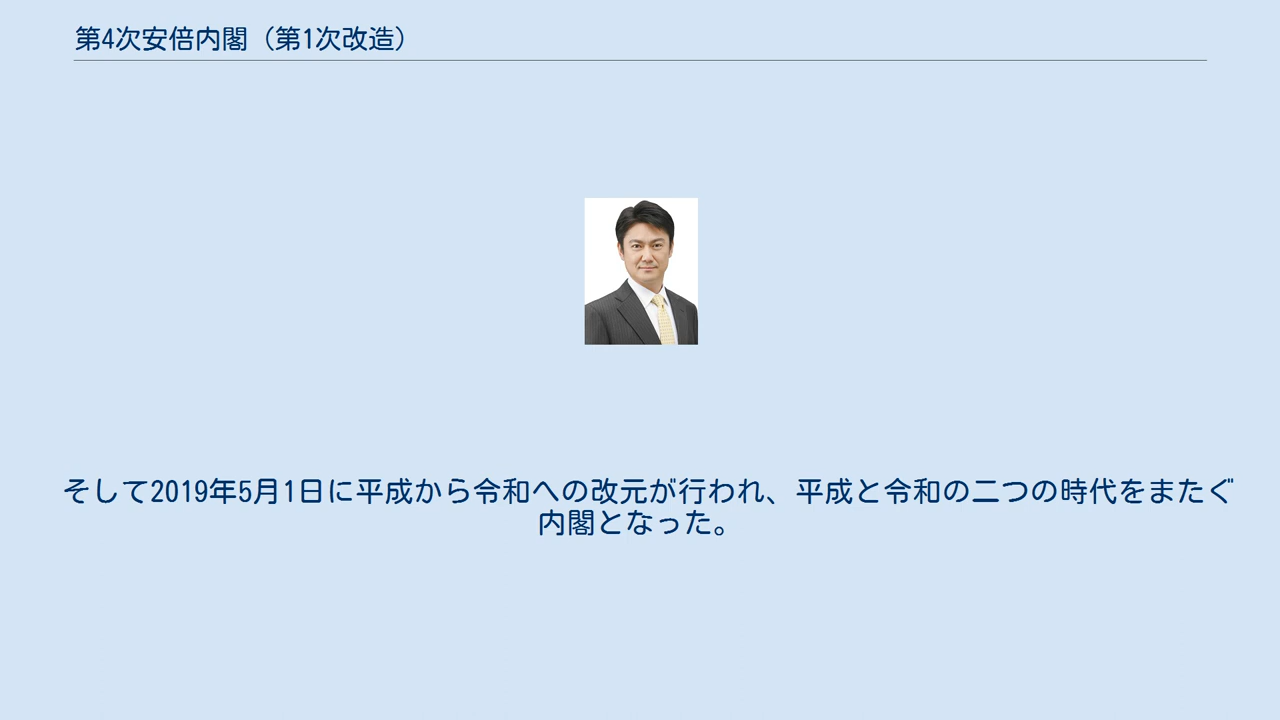 第4次安倍内閣（第1次改造）
そして2019年5月1日に平成から令和への改元が行われ、平成と令和の二つの時代をまたぐ
内閣となった。